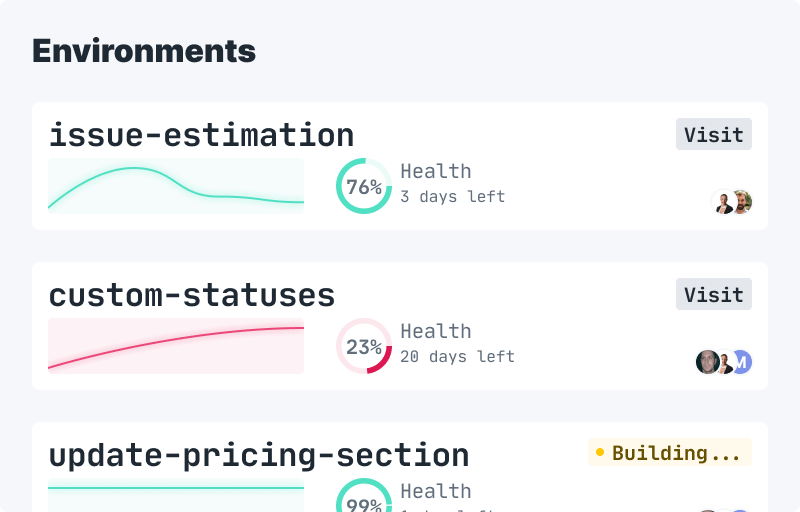 Environments
issue-estimation
Visit
76%
Health
3 days left
custom-statuses
Visit
23%
Health
20 days left
M
update-pricing-section
Building...
99%
Health